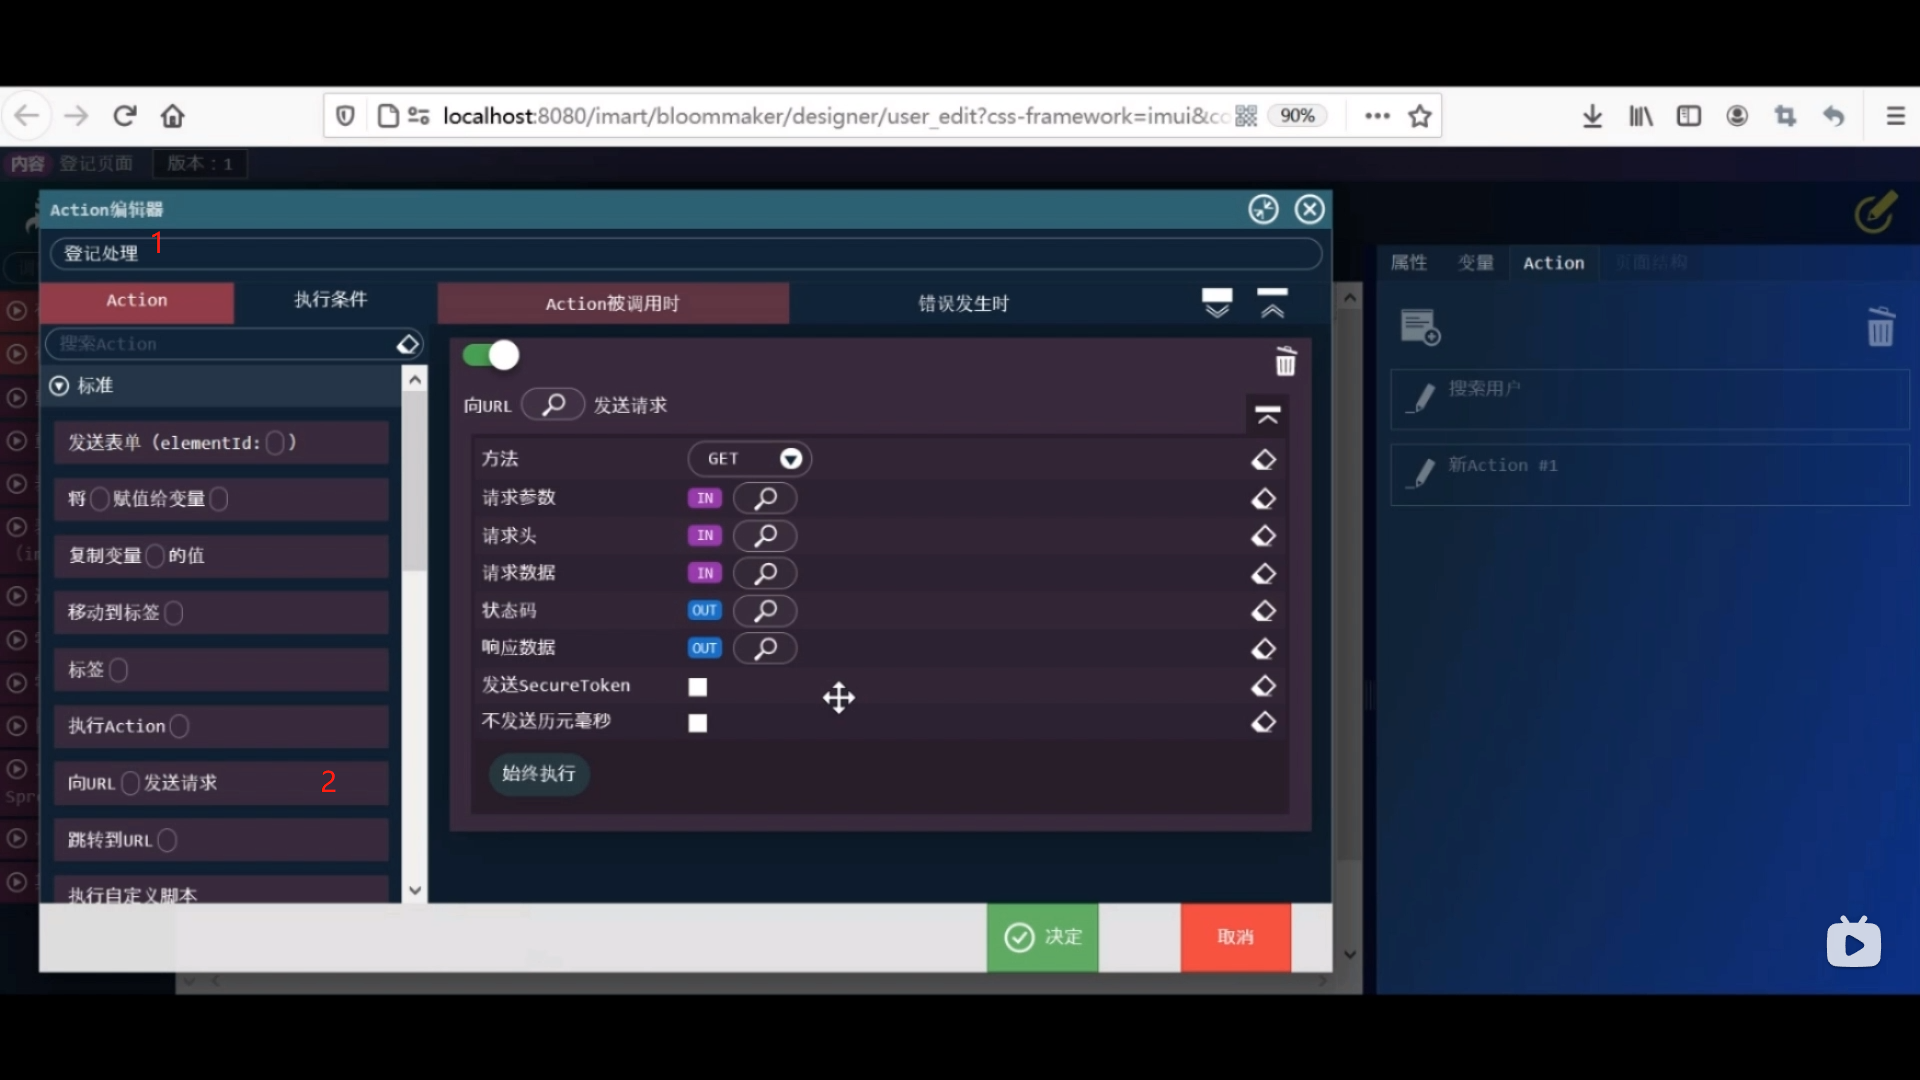 localhost:8080/imart/bloommaker/designer/user_edit?css-framework=imui&co
90%
内容 登记页面 版本：1
Action编辑器
登记处理 1
Action 执行条件 Action被调用时 错误发生时
搜索Action
标准
发送表单（elementId: ）
将 赋值给变量
复制变量 的值
移动到标签
标签
执行Action
向URL 发送请求 2
跳转到URL
执行自定义脚本
向URL 发送请求
方法 GET
请求参数 IN
请求头 IN
请求数据 IN
状态码 OUT
响应数据 OUT
发送SecureToken
不发送历元毫秒
始终执行
决定 取消
属性 变量 Action 页面结构
搜索用户
新Action #1